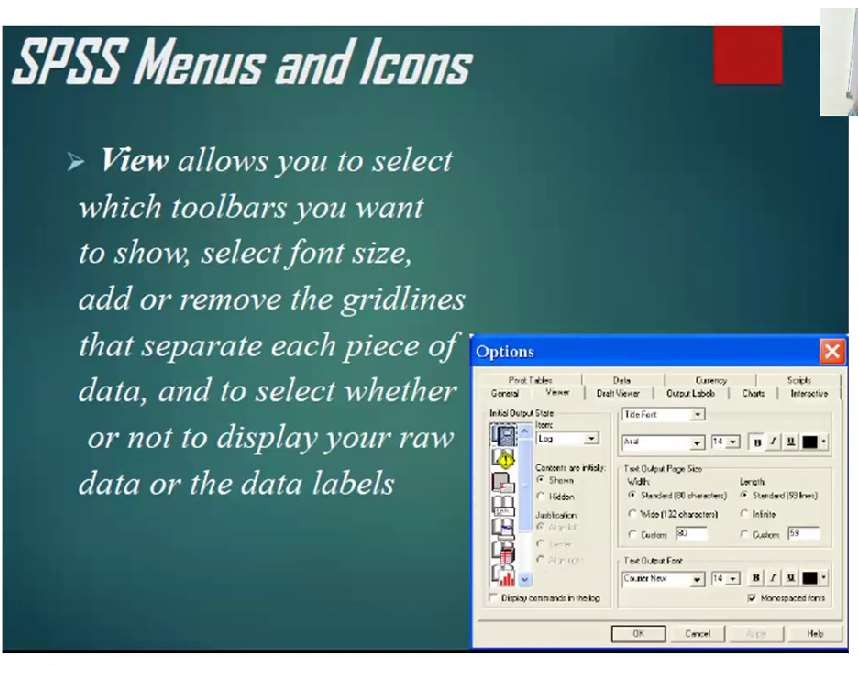 SPSS Menus and Icons
➢ View allows you to select
which toolbars you want
to show, select font size,
add or remove the gridlines
that separate each piece of
data, and to select whether
or not to display your raw
data or the data labels
Options
Pivot Tables Data Currency Scripts
General Viewer Draft Viewer Output Labels Charts Interactive
Initial Output State
Item:
Log
Contents are initially:
Shown
Hidden
Justification:
Align left
Center
Align right
Display commands in the log
Title Font
Arial 14 B I U
Text Output Page Size
Width: Length:
Standard (80 characters) Standard (59 lines)
Wide (132 characters) Infinite
Custom: 80 Custom: 59
Text Output Font
Courier New 14 B I U
Monospaced fonts
OK Cancel Apply Help